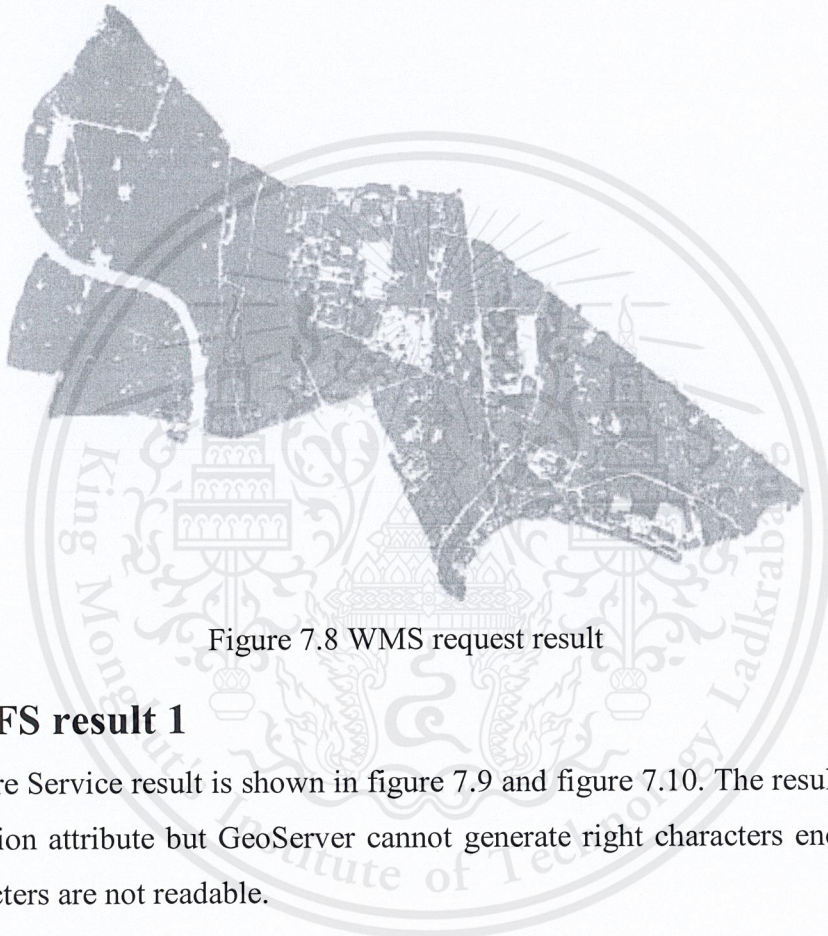 Figure 7.8 WMS request result
FS result 1
re Service result is shown in figure 7.9 and figure 7.10. The resul
ion attribute but GeoServer cannot generate right characters enc
cters are not readable.
King Mongkut's Institute of Technology Ladkrabang